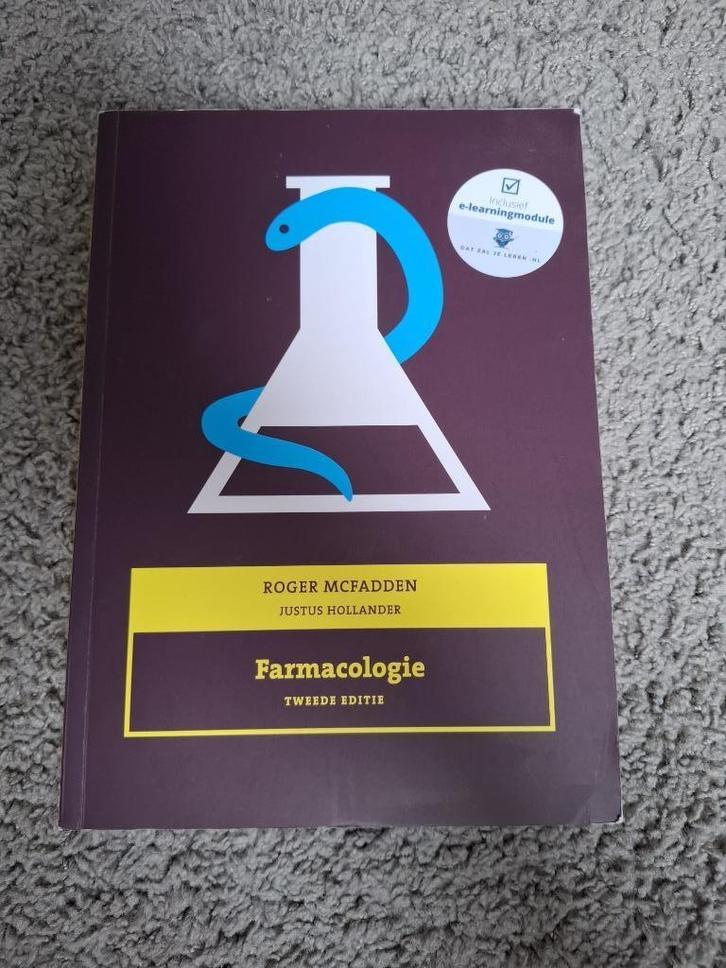 Inclusief
e-learningmodule
DAT ZAL JE LEREN .NL
ROGER MCFADDEN
JUSTUS HOLLANDER
Farmacologie
TWEEDE EDITIE